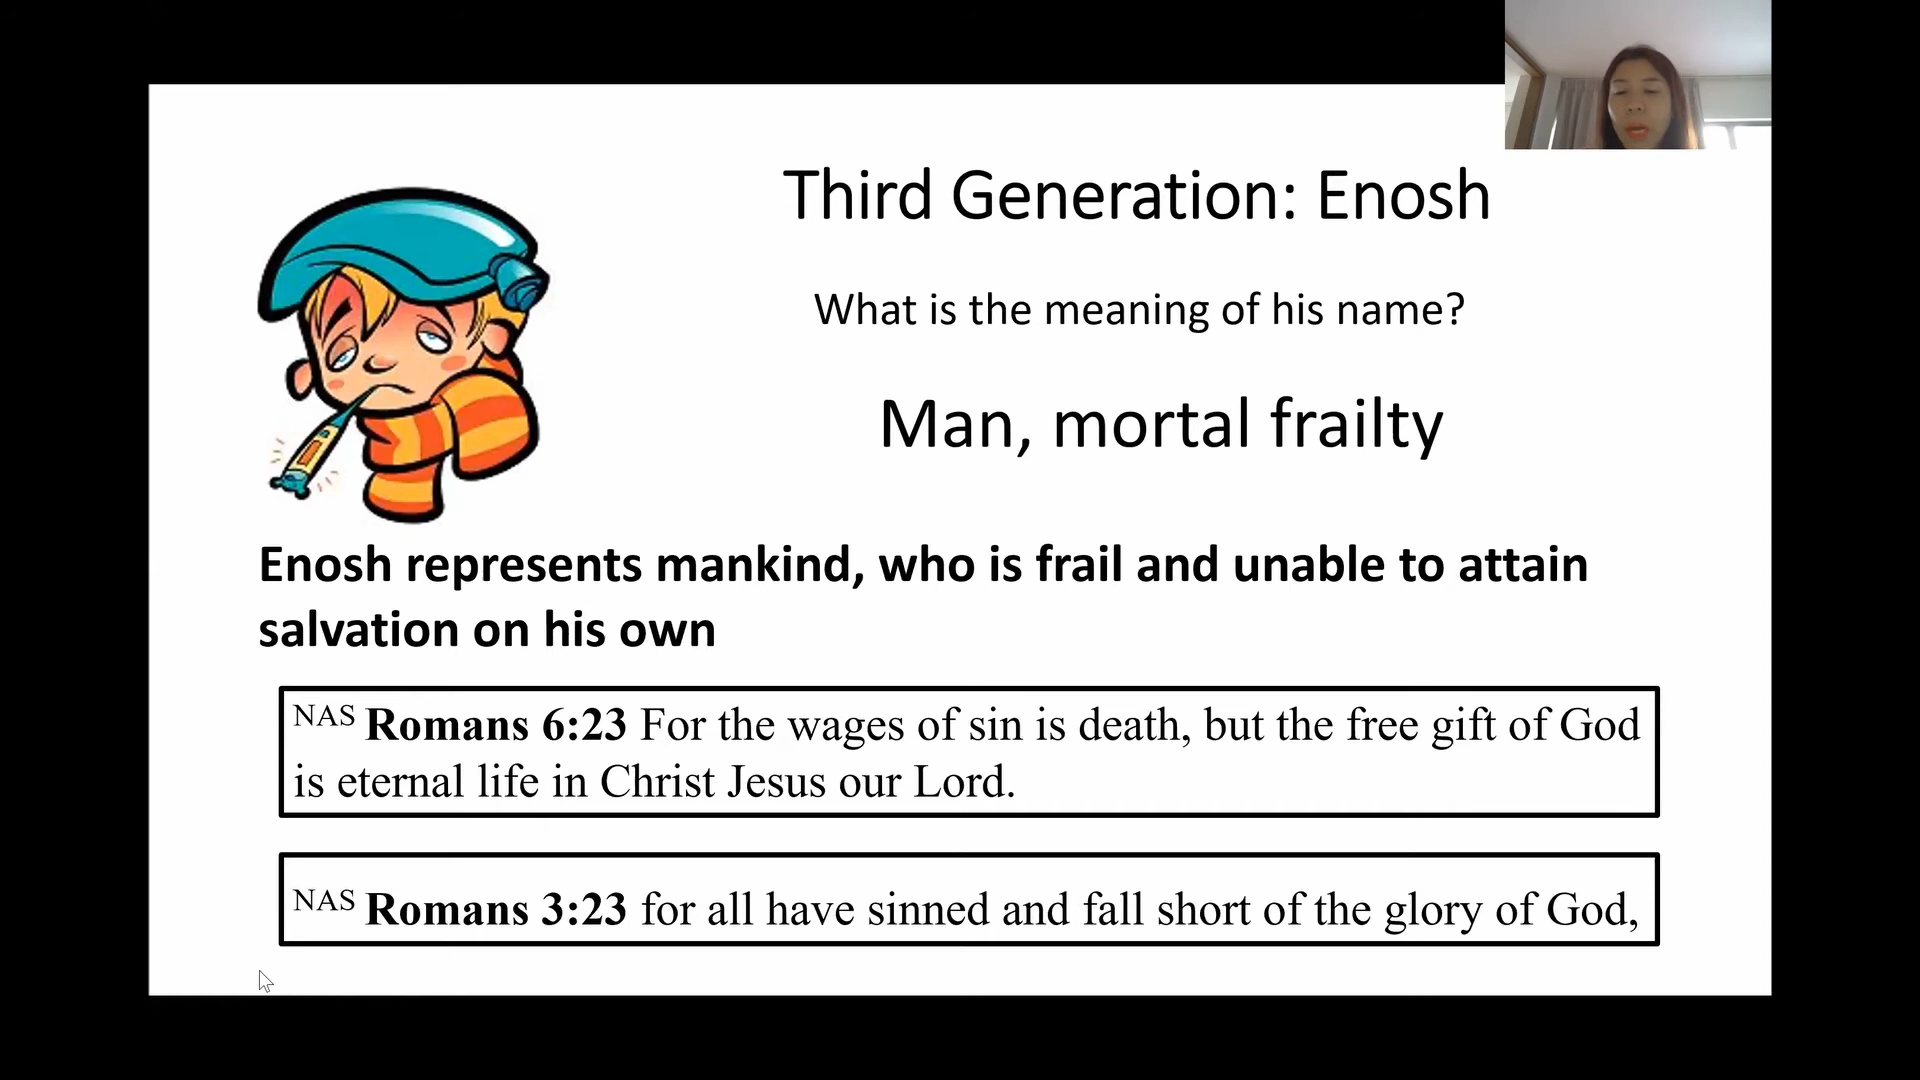 Third Generation: Enosh
What is the meaning of his name?
Man, mortal frailty
Enosh represents mankind, who is frail and unable to attain
salvation on his own
NAS Romans 6:23 For the wages of sin is death, but the free gift of God
is eternal life in Christ Jesus our Lord.
NAS Romans 3:23 for all have sinned and fall short of the glory of God,